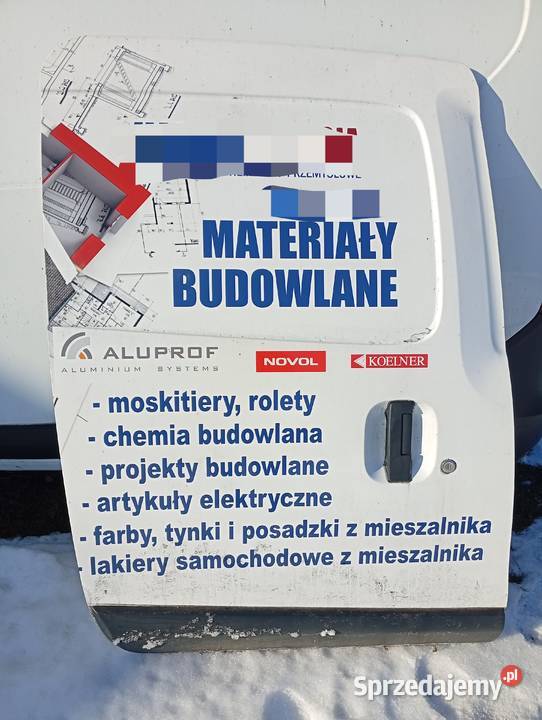 PRZEMYSŁOWE
MATERIAŁY
BUDOWLANE
ALUPROF
ALUMINIUM SYSTEMS
NOVOL
KOELNER
- moskitiery, rolety
- chemia budowlana
- projekty budowlane
- artykuły elektryczne
- farby, tynki i posadzki z mieszalnika
- lakiery samochodowe z mieszalnika
Sprzedajemy.pl